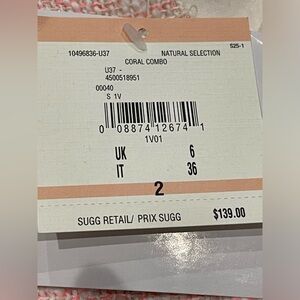 S25-1
10496836-U37 NATURAL SELECTION
CORAL COMBO
U37 -
4500518951
00040
S 1V
0 08874 12674 1
1V01
UK 6
IT 36
2
SUGG RETAIL/ PRIX SUGG $139.00